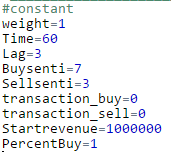 #constant
weight=1
Time=60
Lag=3
Buysenti=7
Sellsenti=3
transaction_buy=0
transaction_sell=0
Startrevenue=1000000
PercentBuy=1